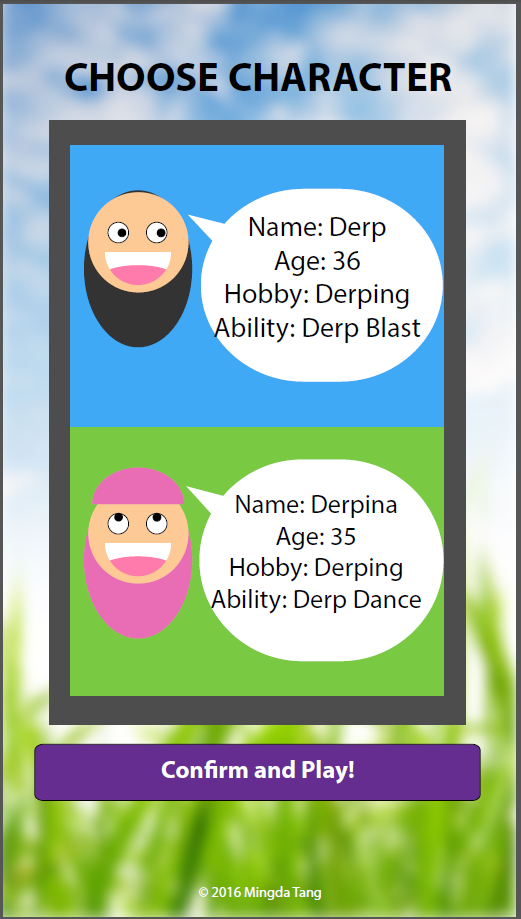 CHOOSE CHARACTER
Name: Derp
Age: 36
Hobby: Derping
Ability: Derp Blast
Name: Derpina
Age: 35
Hobby: Derping
Ability: Derp Dance
Confirm and Play!
© 2016 Mingda Tang